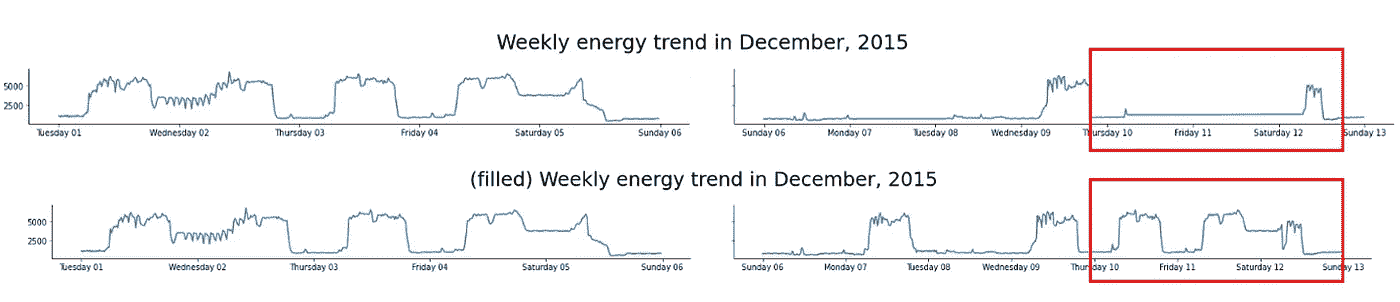 Weekly energy trend in December, 2015
5000
2500
Tuesday 01 Wednesday 02 Thursday 03 Friday 04 Saturday 05 Sunday 06
Sunday 06 Monday 07 Tuesday 08 Wednesday 09 Thursday 10 Friday 11 Saturday 12 Sunday 13
(filled) Weekly energy trend in December, 2015
5000
2500
Tuesday 01 Wednesday 02 Thursday 03 Friday 04 Saturday 05 Sunday 06
Sunday 06 Monday 07 Tuesday 08 Wednesday 09 Thursday 10 Friday 11 Saturday 12 Sunday 13